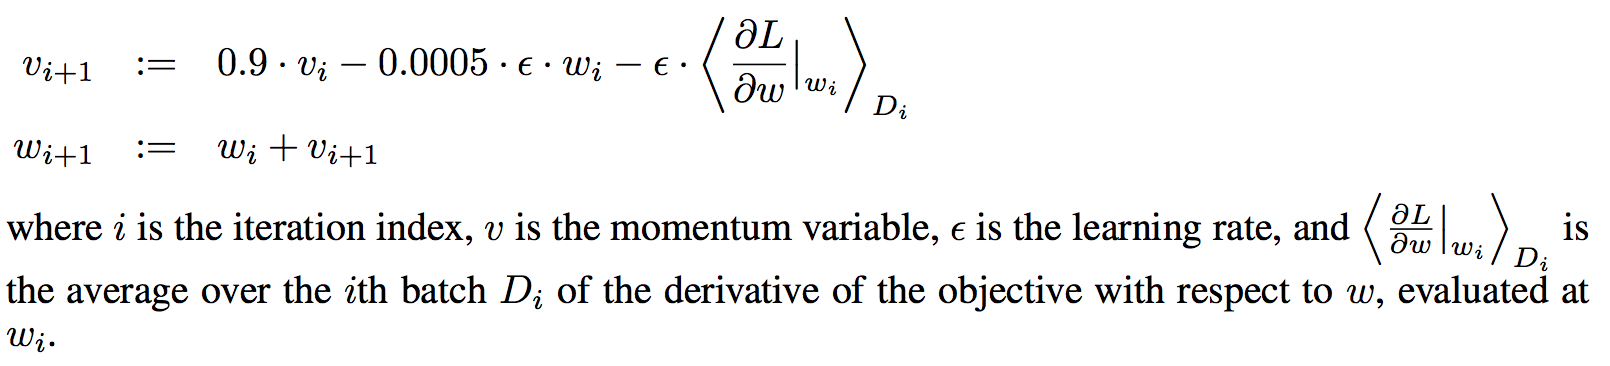 v_{i+1} := 0.9 · v_i − 0.0005 · ϵ · w_i − ϵ · ⟨ ∂L/∂w |_{w_i} ⟩_{D_i}
w_{i+1} := w_i + v_{i+1}
where i is the iteration index, v is the momentum variable, ϵ is the learning rate, and ⟨ ∂L/∂w |_{w_i} ⟩_{D_i} is
the average over the ith batch D_i of the derivative of the objective with respect to w, evaluated at
w_i.